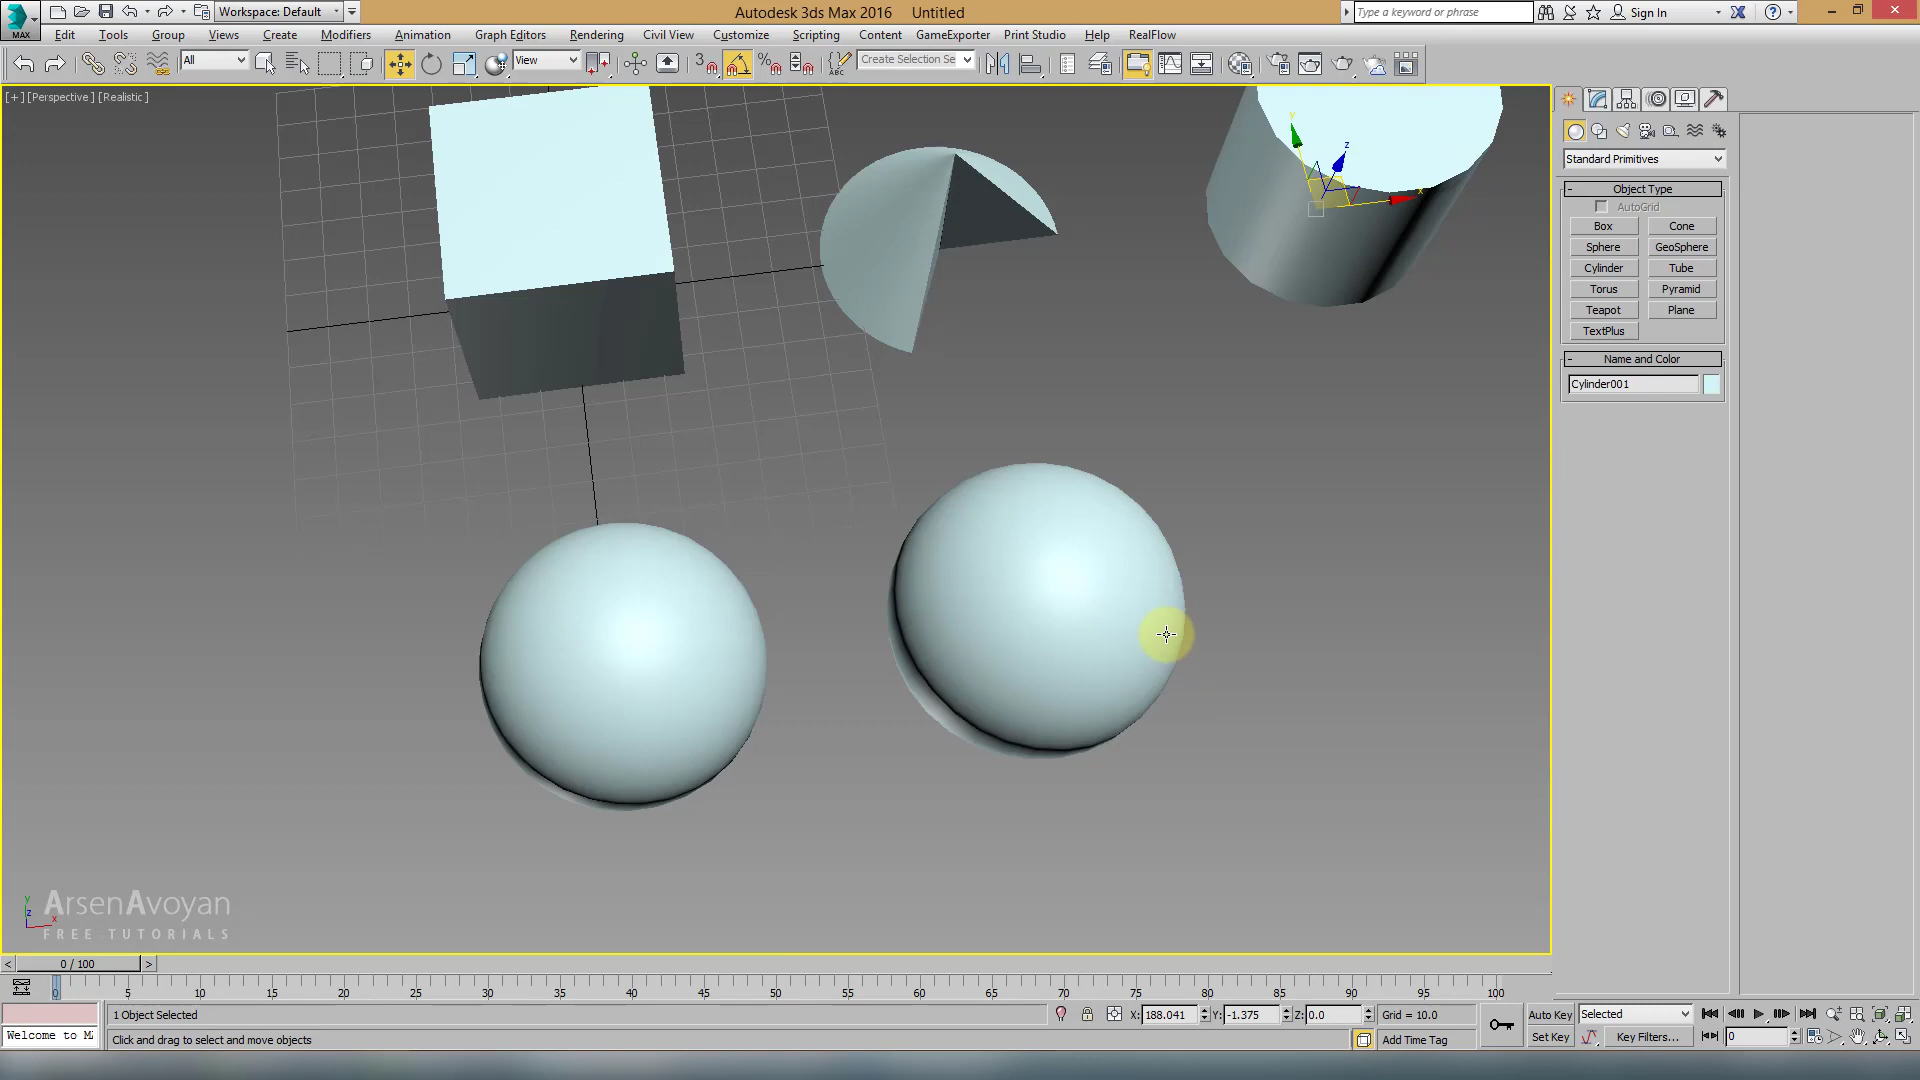 Workspace: Default
Autodesk 3ds Max 2016 Untitled
Type a keyword or phrase
Sign In
MAX
Edit Tools Group Views Create Modifiers Animation Graph Editors Rendering Civil View Customize Scripting Content GameExporter Print Studio Help RealFlow
All
View
3
ABC
Create Selection Se
[+] [Perspective ] [Realistic ]
y
z
x
Standard Primitives
Object Type
AutoGrid
Box Cone
Sphere GeoSphere
Cylinder Tube
Torus Pyramid
Teapot Plane
TextPlus
Name and Color
Cylinder001
y
z
x
ArsenAvoyan
FREE TUTORIALS
< 0 / 100 >
0 5 10 15 20 25 30 35 40 45 50 55 60 65 70 75 80 85 90 95 100
1 Object Selected
X: 188.041 Y: -1.375 Z: 0.0 Grid = 10.0
Auto Key Selected
Welcome to M
Click and drag to select and move objects
Add Time Tag
Set Key Key Filters... 0